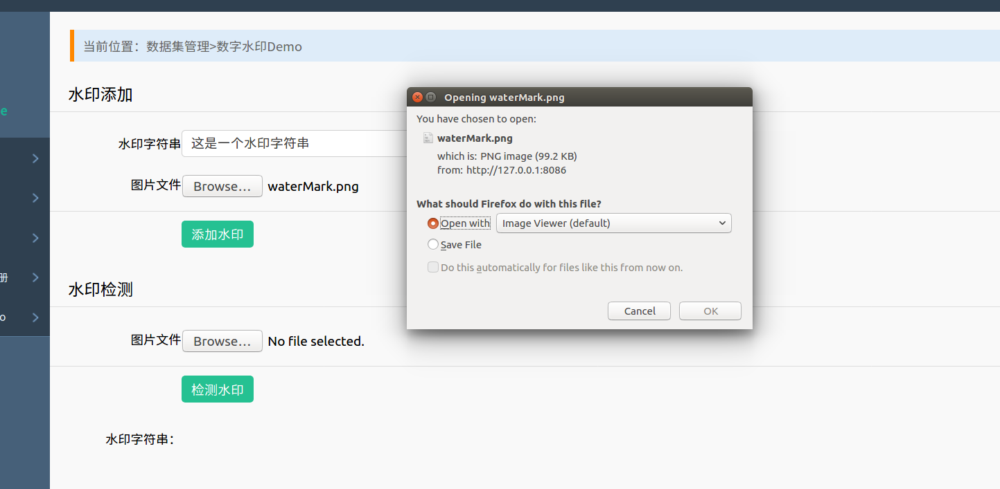 当前位置：数据集管理>数字水印Demo
水印添加
e
水印字符串 这是一个水印字符串
图片文件 Browse... waterMark.png
添加水印
册
水印检测
o
图片文件 Browse... No file selected.
检测水印
水印字符串：
Opening waterMark.png
You have chosen to open:
waterMark.png
which is: PNG image (99.2 KB)
from: http://127.0.0.1:8086
What should Firefox do with this file?
Open with Image Viewer (default)
Save File
Do this automatically for files like this from now on.
Cancel OK